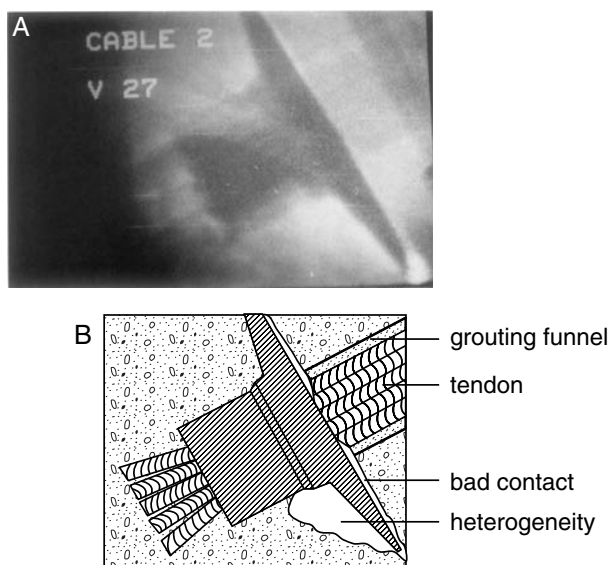 A
CABLE 2
V 27
B
grouting funnel
tendon
bad contact
heterogeneity